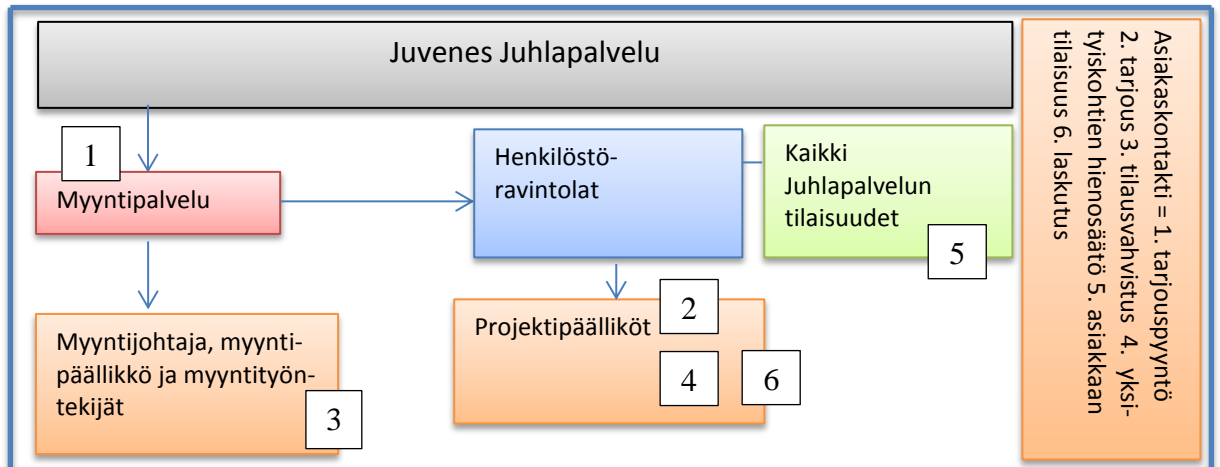 Juvenes Juhlapalvelu
1
Myyntipalvelu
Henkilöstö-
ravintolat
Kaikki
Juhlapalvelun
tilaisuudet
5
Myyntijohtaja, myynti-
päällikkö ja myyntityön-
tekijät
3
Projektipäälliköt
2
4
6
Asiakaskontakti = 1. tarjouspyyntö
2. tarjous 3. tilausvahvistus 4. yksi-
tyiskohtien hienosäätö 5. asiakkaan
tilaisuus 6. laskutus